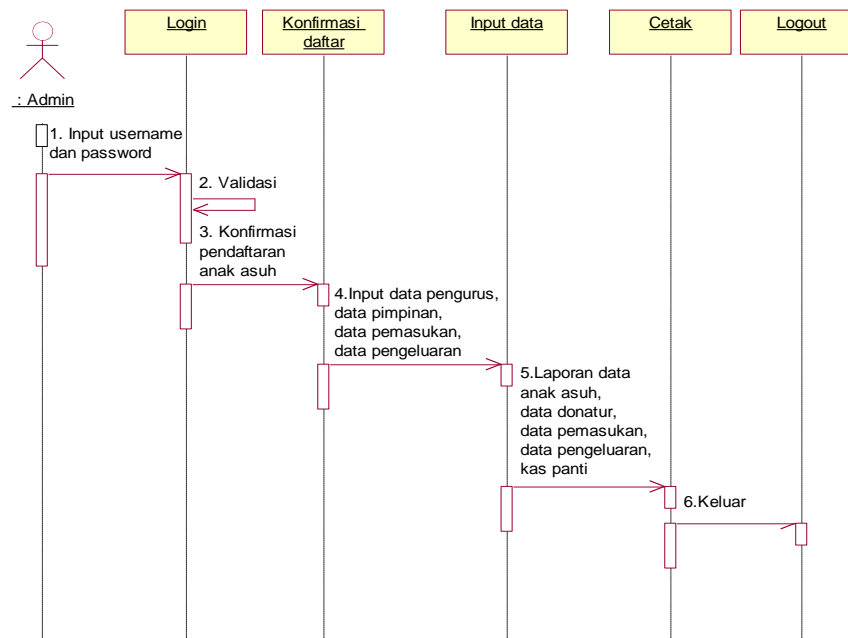 Login
Konfirmasi
daftar
Input data
Cetak
Logout
: Admin
1. Input username
dan password
2. Validasi
3. Konfirmasi
pendaftaran
anak asuh
4.Input data pengurus,
data pimpinan,
data pemasukan,
data pengeluaran
5.Laporan data
anak asuh,
data donatur,
data pemasukan,
data pengeluaran,
kas panti
6.Keluar